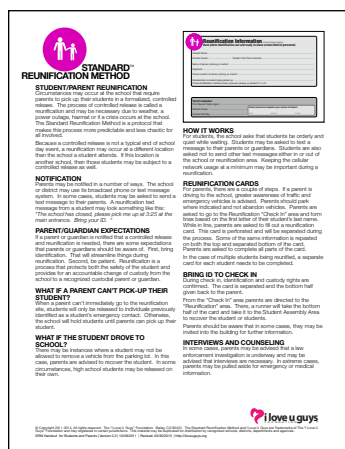 STANDARD™
REUNIFICATION METHOD
STUDENT/PARENT REUNIFICATION
Circumstances may occur at the school that require
parents to pick up their students in a formalized, controlled
release. The process of controlled release is called a
reunification and may be necessary due to weather, a
power outage, hazmat or if a crisis occurs at the school.
The Standard Reunification Method is a protocol that
makes this process more predictable and less chaotic for
all involved.
Because a controlled release is not a typical end of school
day event, a reunification may occur at a different location
than the school a student attends. If this location is
another school, then those students may be subject to a
controlled release as well.
NOTIFICATION
Parents may be notified in a number of ways. The school
or district may use its broadcast phone or text message
system. In some cases, students may be asked to send a
text message to their parents. A reunification text
message from a student may look something like this:
"The school has closed, please pick me up at 3:25 at the
main entrance. Bring your ID."
PARENT/GUARDIAN EXPECTATIONS
If a parent or guardian is notified that a controlled release
and reunification is needed, there are some expectations
that parents or guardians should be aware of. First, bring
identification. That will streamline things during
reunification. Second, be patient. Reunification is a
process that protects both the safety of the student and
provides for an accountable change of custody from the
school to a recognized custodial parent or guardian.
WHAT IF A PARENT CAN'T PICK-UP THEIR
STUDENT?
When a parent can't immediately go to the reunification
site, students will only be released to individuals previously
identified as a student's emergency contact. Otherwise,
the school will hold students until parents can pick up their
student.
WHAT IF THE STUDENT DROVE TO
SCHOOL?
There may be instances where a student may not be
allowed to remove a vehicle from the parking lot. In this
case, parents are advised to recover the student. In some
circumstances, high school students may be released on
their own.
Reunification Information
HOW IT WORKS
For students, the school asks that students be orderly and
quiet while waiting. Students may be asked to text a
message to their parents or guardians. Students are also
asked not to send other text messages either in or out of
the school or reunification area. Keeping the cellular
network usage at a minimum may be important during a
reunification.
REUNIFICATION CARDS
For parents, there are a couple of steps. If a parent is
driving to the school, greater awareness of traffic and
emergency vehicles is advised. Parents should park
where indicated and not abandon vehicles. Parents are
asked to go to the Reunification "Check In" area and form
lines based on the first letter of their student's last name.
While in line, parents are asked to fill out a reunification
card. This card is perforated and will be separated during
the process. Some of the same information is repeated
on both the top and separated bottom of the card.
Parents are asked to complete all parts of the card.
In the case of multiple students being reunified, a separate
card for each student needs to be completed.
BRING ID TO CHECK IN
During check in, identification and custody rights are
confirmed. The card is separated and the bottom half
given back to the parent.
From the "Check In" area parents are directed to the
"Reunification" area. There, a runner will take the bottom
half of the card and take it to the Student Assembly Area
to recover the student or students.
Parents should be aware that in some cases, they may be
invited into the building for further information.
INTERVIEWS AND COUNSELING
In some cases, parents may be advised that a law
enforcement investigation is underway and may be
advised that interviews are necessary. In extreme cases,
parents may be pulled aside for emergency or medical
information.
i love u guys